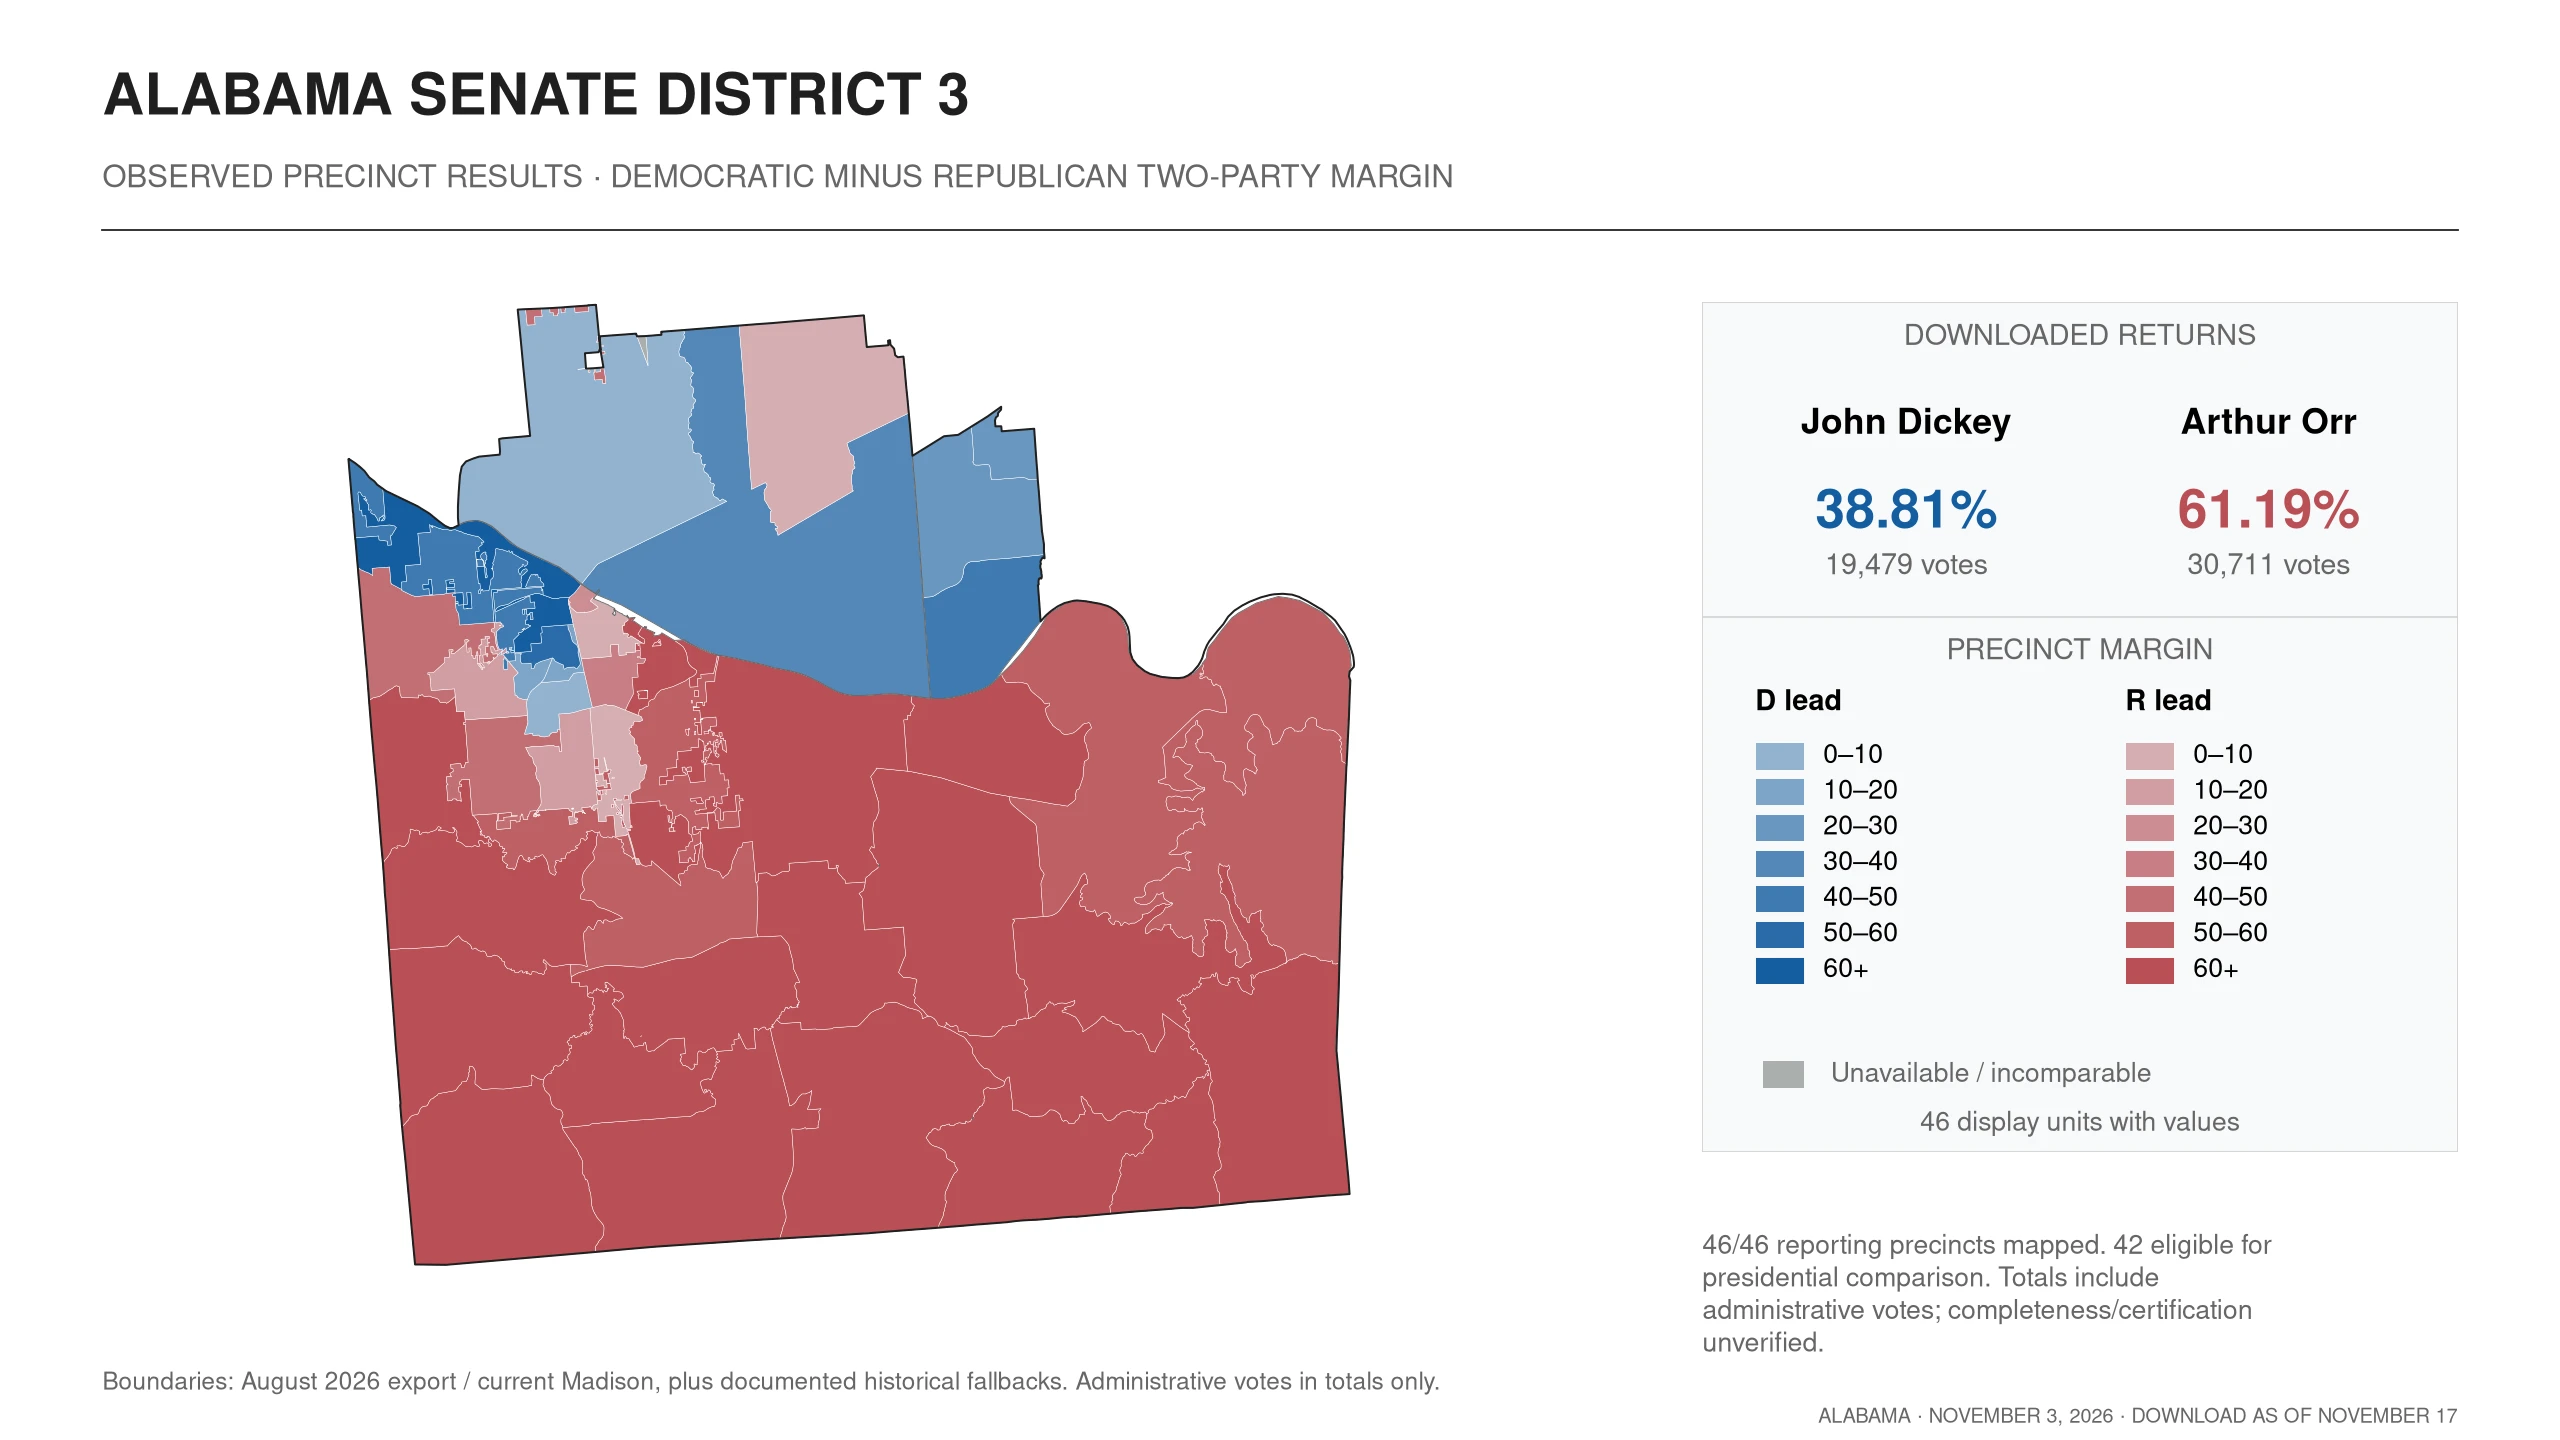 ALABAMA SENATE DISTRICT 3
OBSERVED PRECINCT RESULTS · DEMOCRATIC MINUS REPUBLICAN TWO-PARTY MARGIN
DOWNLOADED RETURNS
John Dickey
Arthur Orr
38.81%
61.19%
19,479 votes
30,711 votes
PRECINCT MARGIN
D lead
R lead
0–10
0–10
10–20
10–20
20–30
20–30
30–40
30–40
40–50
40–50
50–60
50–60
60+
60+
Unavailable / incomparable
46 display units with values
46/46 reporting precincts mapped. 42 eligible for
presidential comparison. Totals include
administrative votes; completeness/certification
unverified.
Boundaries: August 2026 export / current Madison, plus documented historical fallbacks. Administrative votes in totals only.
ALABAMA · NOVEMBER 3, 2026 · DOWNLOAD AS OF NOVEMBER 17